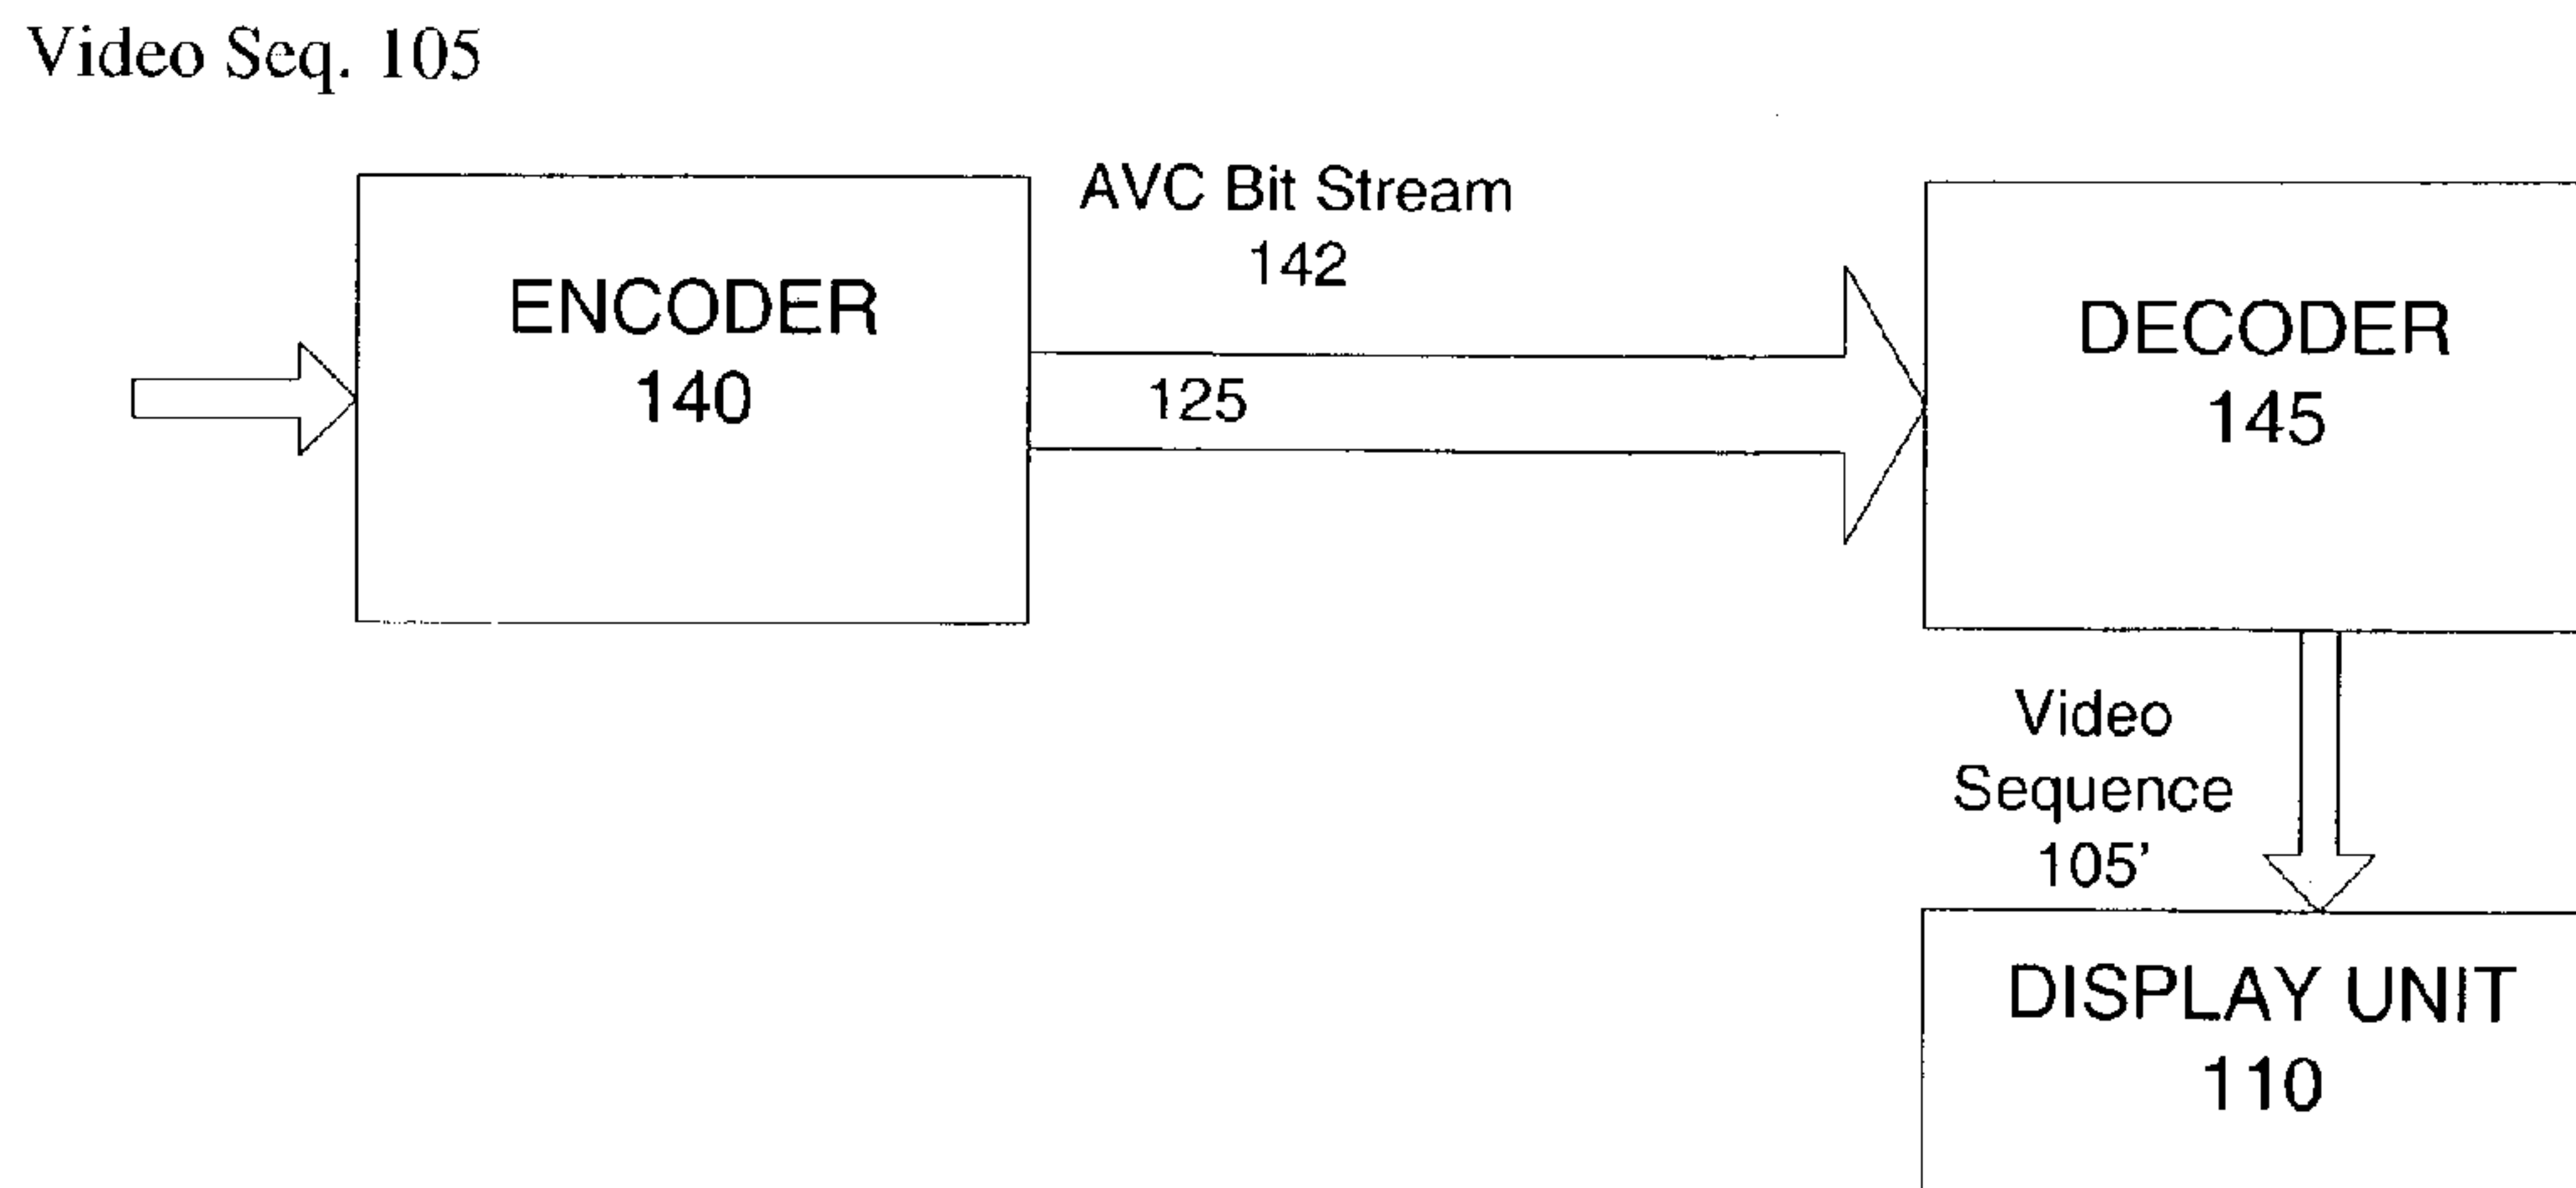 Video Seq. 105
AVC Bit Stream
142
ENCODER
140
125
DECODER
145
Video
Sequence
105’
DISPLAY UNIT
110